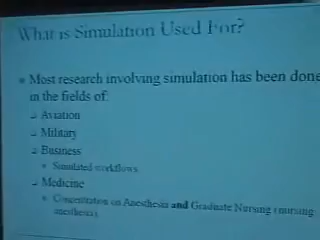 What is Simulation Used For?
Most research involving simulation has been done
in the fields of:
Aviation
Military
Business
Simulated workflows
Medicine
Concentration on Anesthesia and Graduate Nursing (nursing
anesthesia)